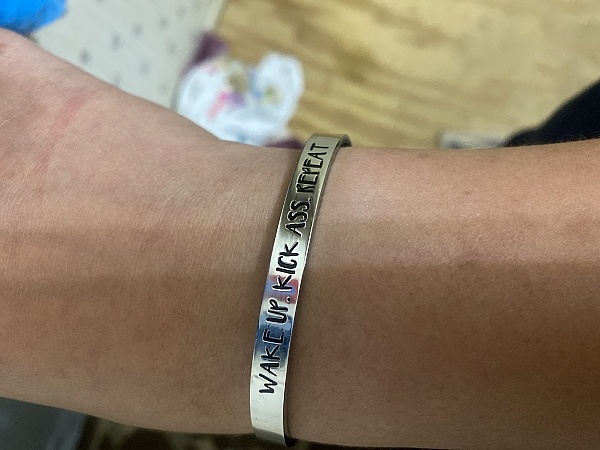 WAKE UP. KICK ASS. REPEAT